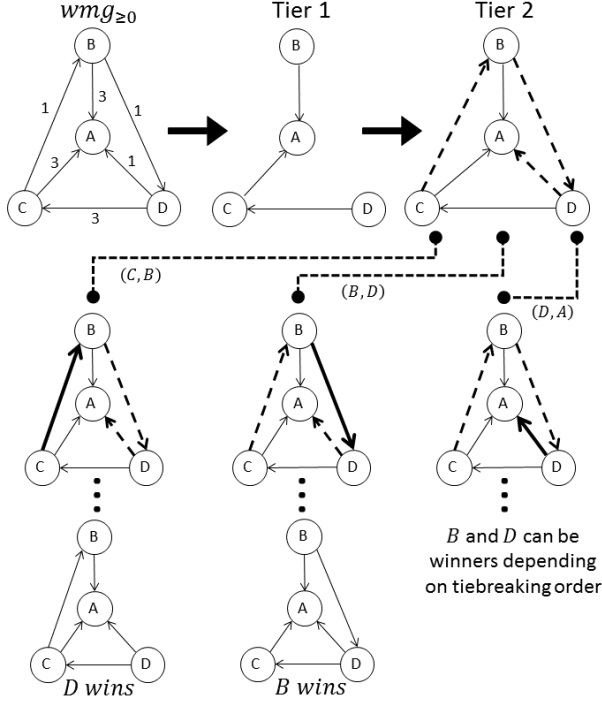 wmg≥0
Tier 1
Tier 2
B
B
B
1
3
1
A
A
A
3
1
C
D
C
D
C
D
3
(C, B)
(B, D)
(D, A)
B
B
B
A
A
A
C
D
C
D
C
D
B
B
B and D can be
winners depending
on tiebreaking order
A
A
C
D
C
D
D wins
B wins